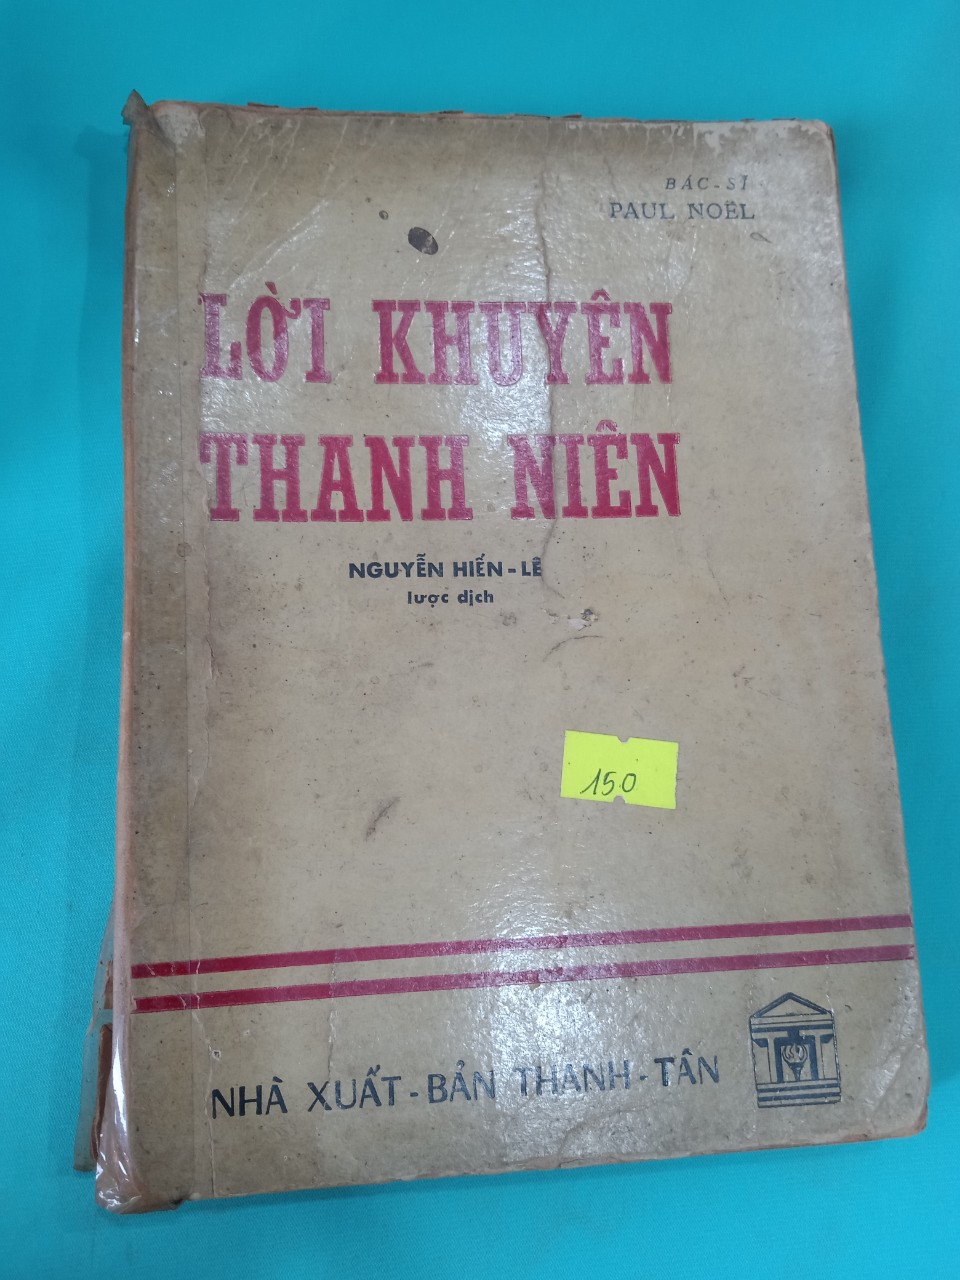 BÁC-SĨ
PAUL NOËL
LỜI KHUYÊN
THANH NIÊN
NGUYỄN HIẾN-LÊ
lược dịch
150
NHÀ XUẤT-BẢN THANH-TÂN
TT